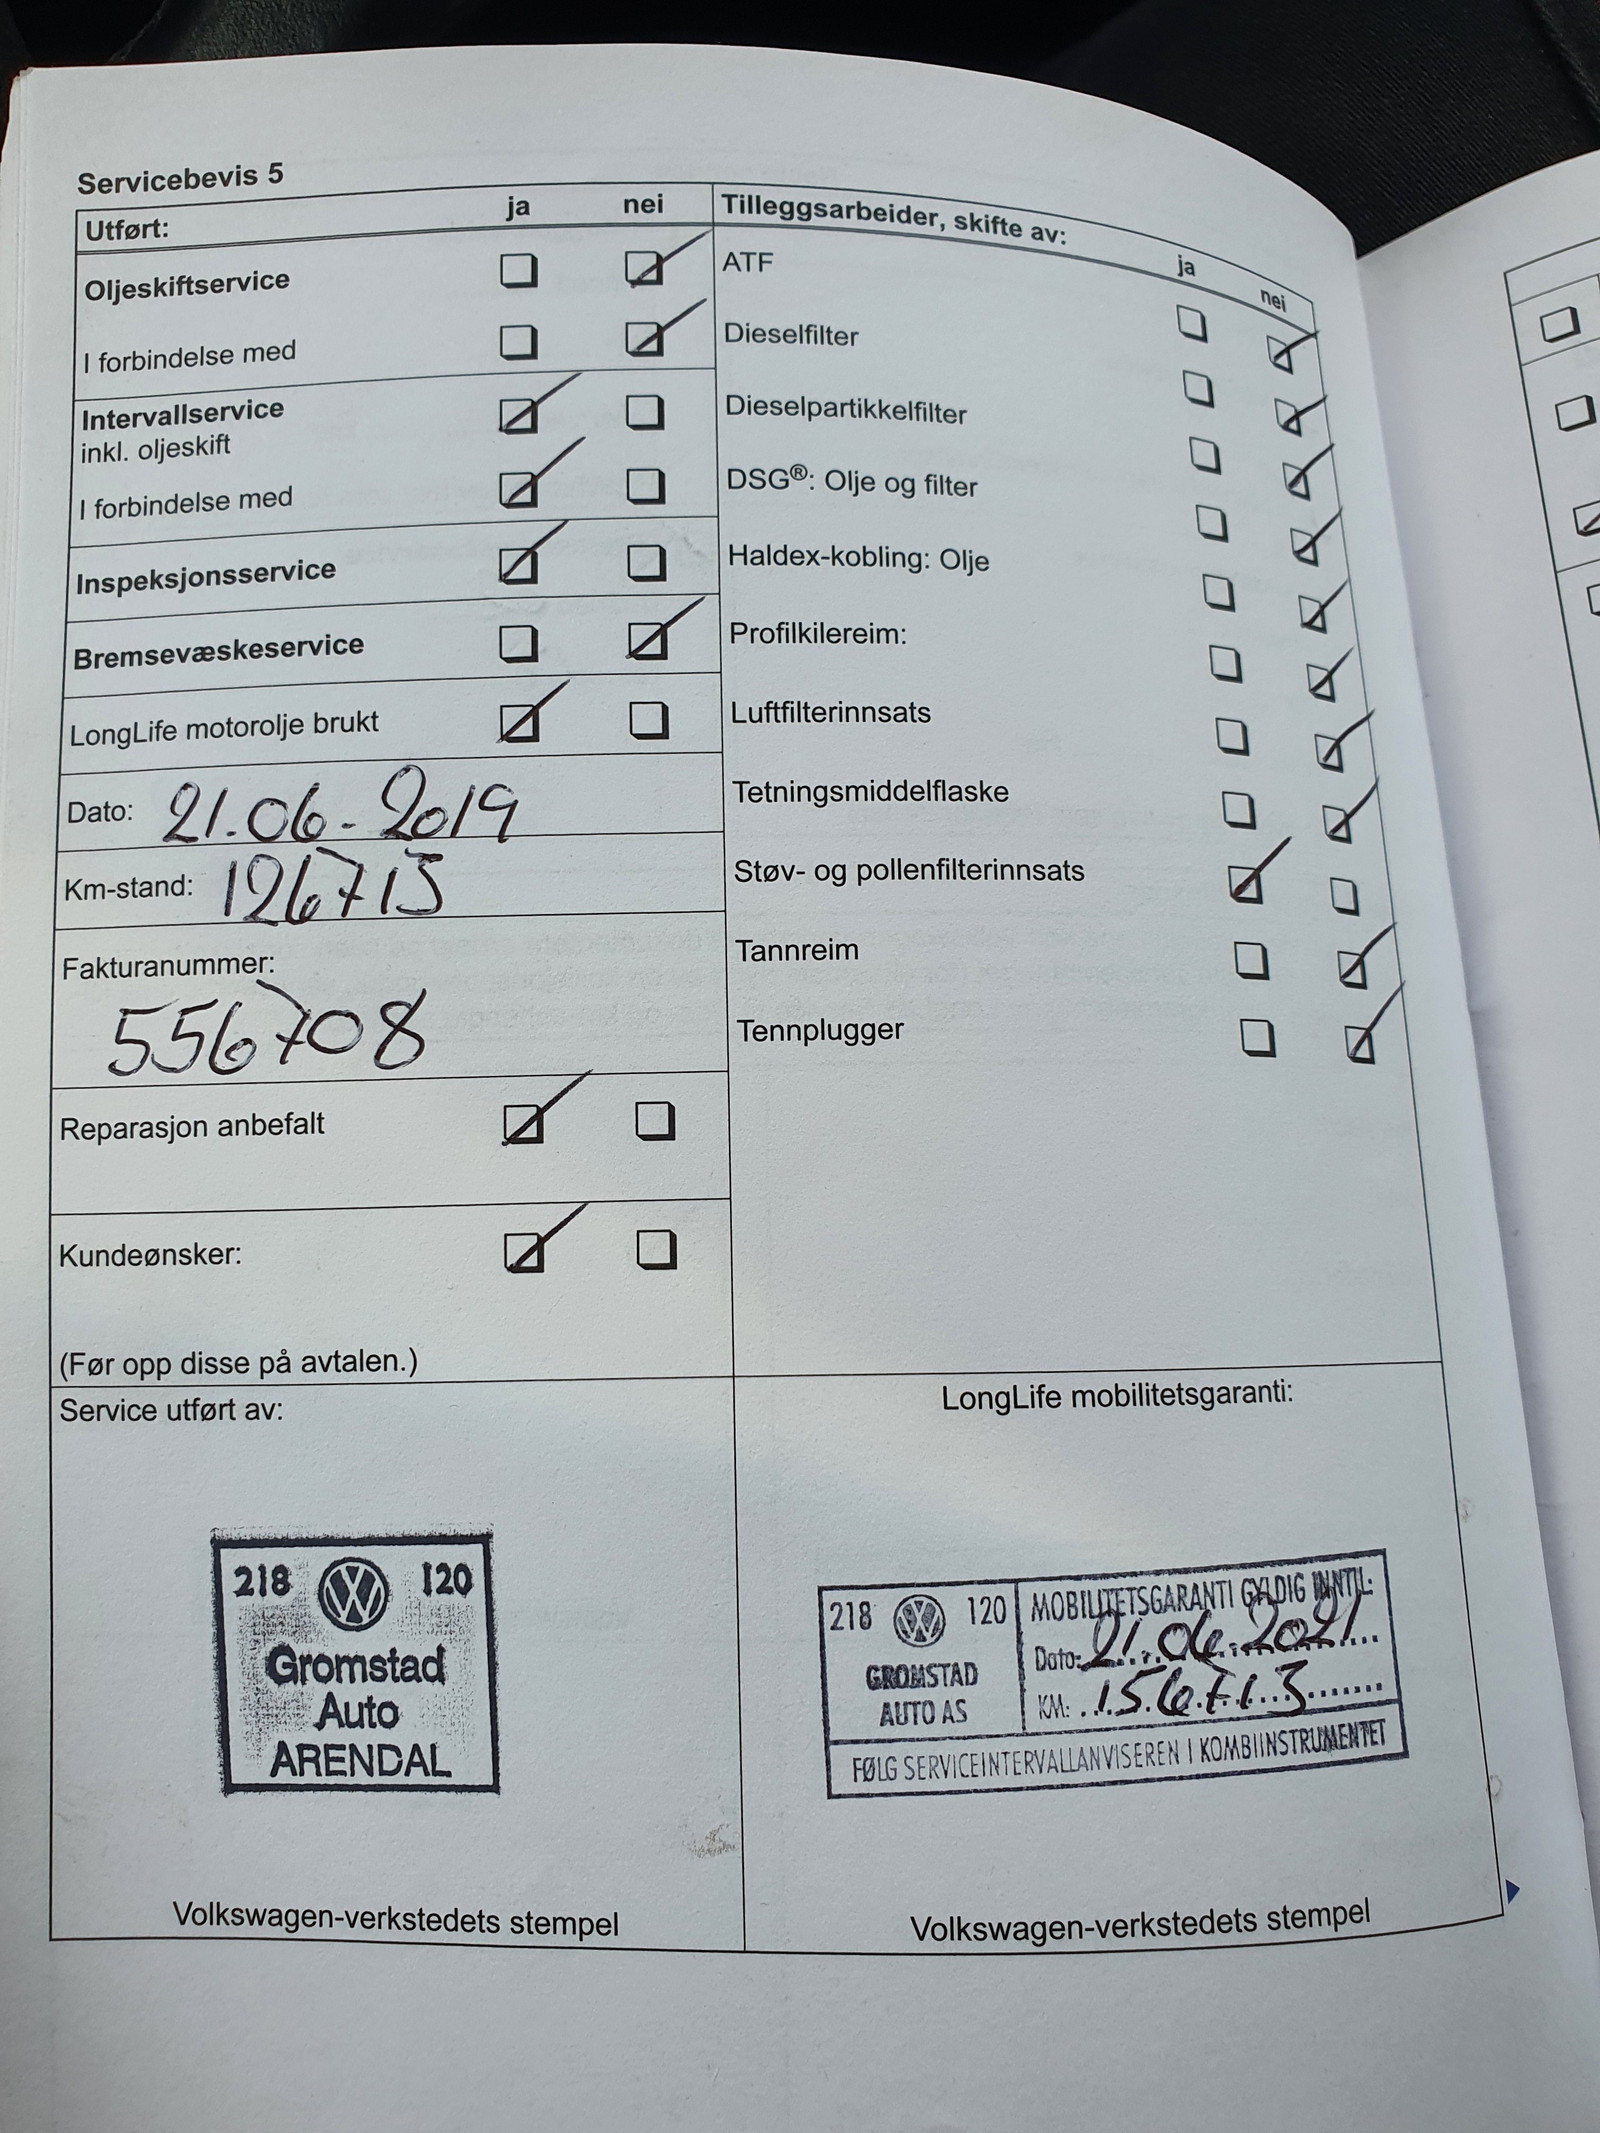 Servicebevis 5
Utført: ja nei
Oljeskiftservice
I forbindelse med
Intervallservice
inkl. oljeskift
I forbindelse med
Inspeksjonsservice
Bremsevæskeservice
LongLife motorolje brukt
Dato: 21.06.2019
Km-stand: 126713
Fakturanummer:
556708
Reparasjon anbefalt
Kundeønsker:
(Før opp disse på avtalen.)
Tilleggsarbeider, skifte av:
ja nei
ATF
Dieselfilter
Dieselpartikkelfilter
DSG®: Olje og filter
Haldex-kobling: Olje
Profilkilereim:
Luftfilterinnsats
Tetningsmiddelflaske
Støv- og pollenfilterinnsats
Tannreim
Tennplugger
Service utført av:
218 120
Gromstad
Auto
ARENDAL
Volkswagen-verkstedets stempel
LongLife mobilitetsgaranti:
218 120
GROMSTAD
AUTO AS
MOBILITETSGARANTI GYLDIG INNTIL:
Dato: 21.06.2021
KM: 156713
FØLG SERVICEINTERVALLANVISEREN I KOMBIINSTRUMENTET
Volkswagen-verkstedets stempel